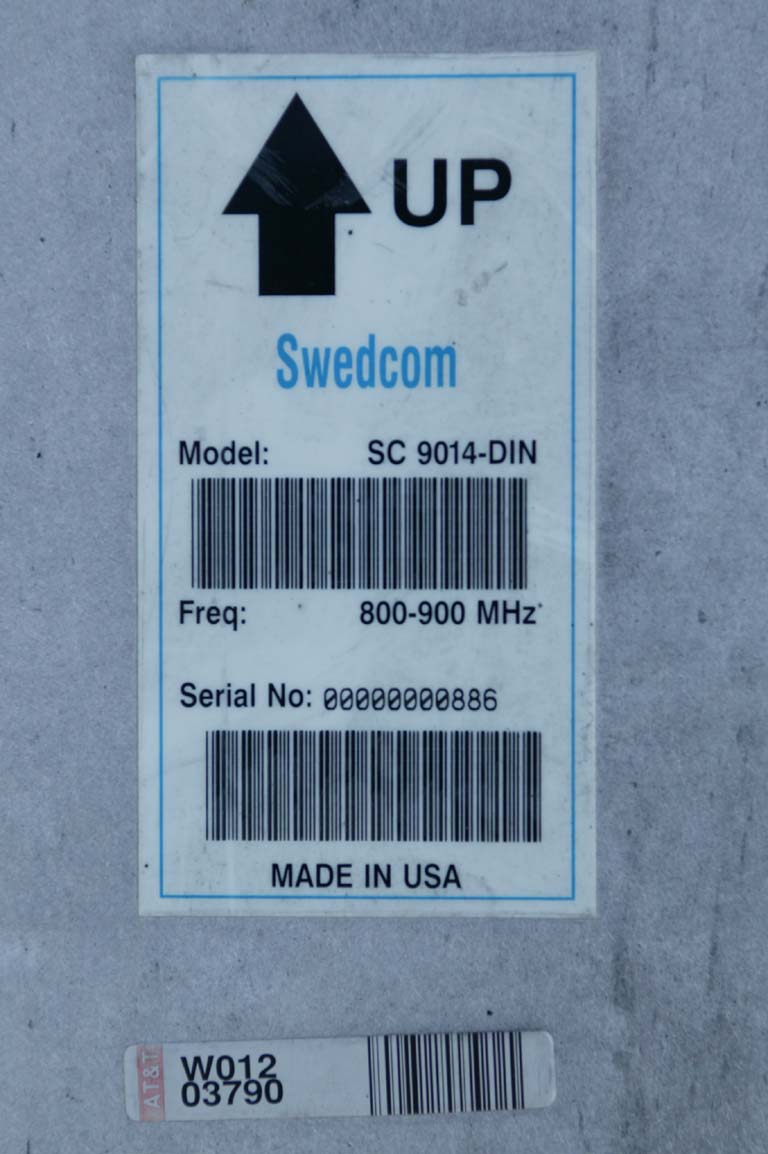 UP
Swedcom
Model: SC 9014-DIN
Freq: 800-900 MHz
Serial No: 00000000886
MADE IN USA
AT&T
W012
03790